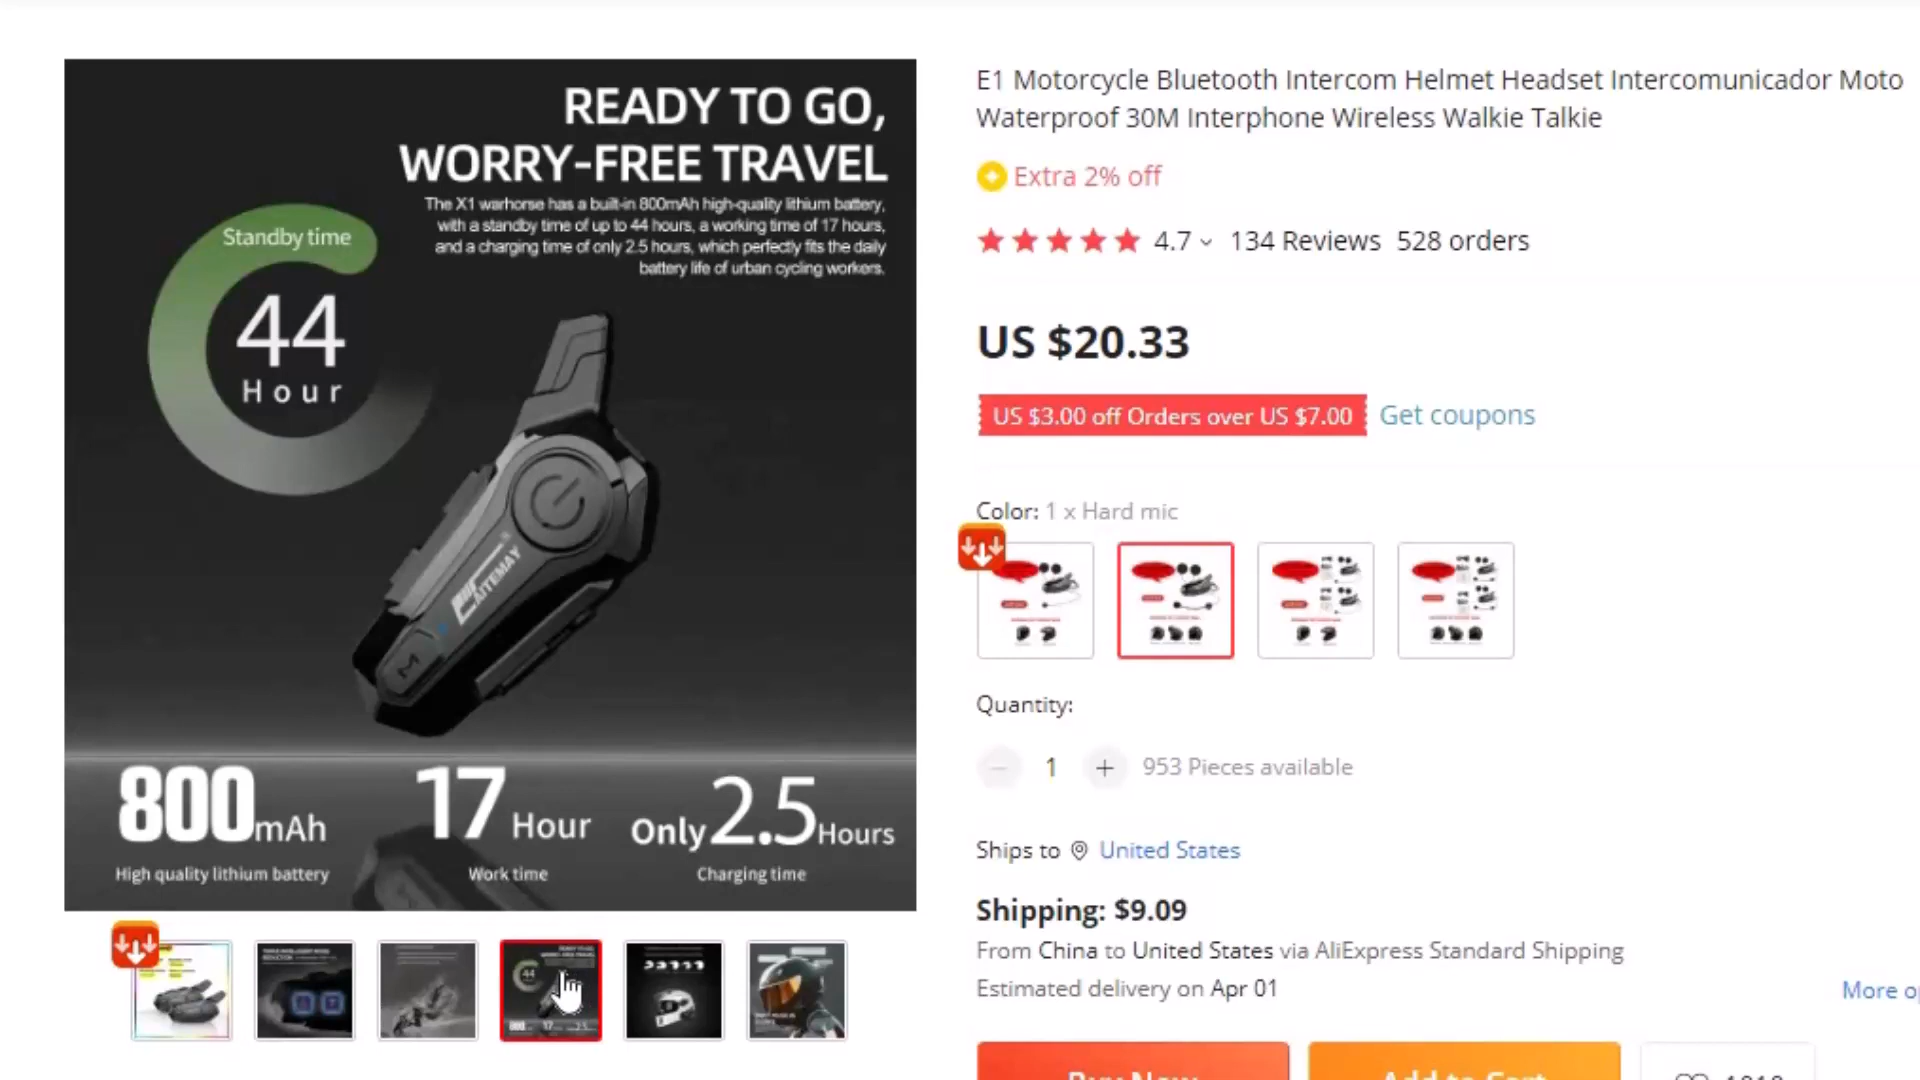 READY TO GO,
WORRY-FREE TRAVEL
The X1 warhorse has a built-in 800mAh high-quality lithium battery,
with a standby time of up to 44 hours, a working time of 17 hours,
and a charging time of only 2.5 hours, which perfectly fits the daily
battery life of urban cycling workers.
Standby time
44
Hour
AITEMAY
M
800mAh
High quality lithium battery
17 Hour
Work time
Only 2.5 Hours
Charging time
E1 Motorcycle Bluetooth Intercom Helmet Headset Intercomunicador Moto
Waterproof 30M Interphone Wireless Walkie Talkie
Extra 2% off
4.7 134 Reviews 528 orders
US $20.33
US $3.00 off Orders over US $7.00 Get coupons
Color: 1 x Hard mic
Quantity:
1 953 Pieces available
Ships to United States
Shipping: $9.09
From China to United States via AliExpress Standard Shipping
Estimated delivery on Apr 01
More
Buy Now
Add to Cart